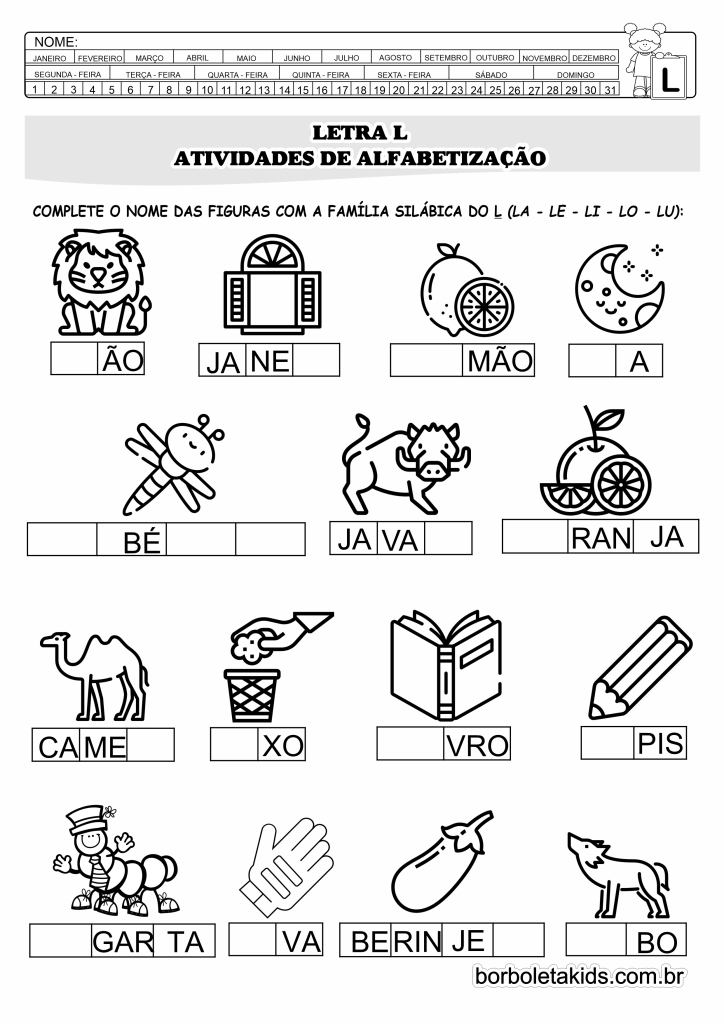 NOME:
JANEIRO FEVEREIRO MARÇO ABRIL MAIO JUNHO JULHO AGOSTO SETEMBRO OUTUBRO NOVEMBRO DEZEMBRO
SEGUNDA - FEIRA TERÇA - FEIRA QUARTA - FEIRA QUINTA - FEIRA SEXTA - FEIRA SÁBADO DOMINGO
1 2 3 4 5 6 7 8 9 10 11 12 13 14 15 16 17 18 19 20 21 22 23 24 25 26 27 28 29 30 31
L
LETRA L
ATIVIDADES DE ALFABETIZAÇÃO
COMPLETE O NOME DAS FIGURAS COM A FAMÍLIA SILÁBICA DO L (LA - LE - LI - LO - LU):
ÃO JA NE MÃO A
BÉ JA VA RAN JA
CA ME XO VRO PIS
GAR TA VA BE RIN JE BO
borboletakids.com.br